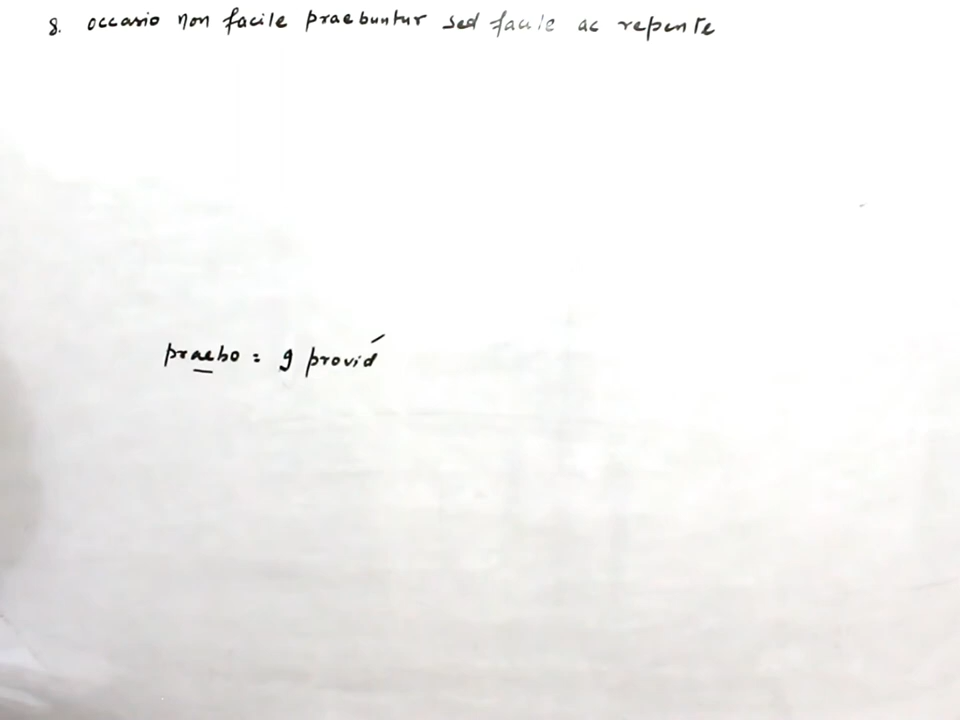 8. occasio non facile praebuntur sed facile ac repente
praebo = g provid